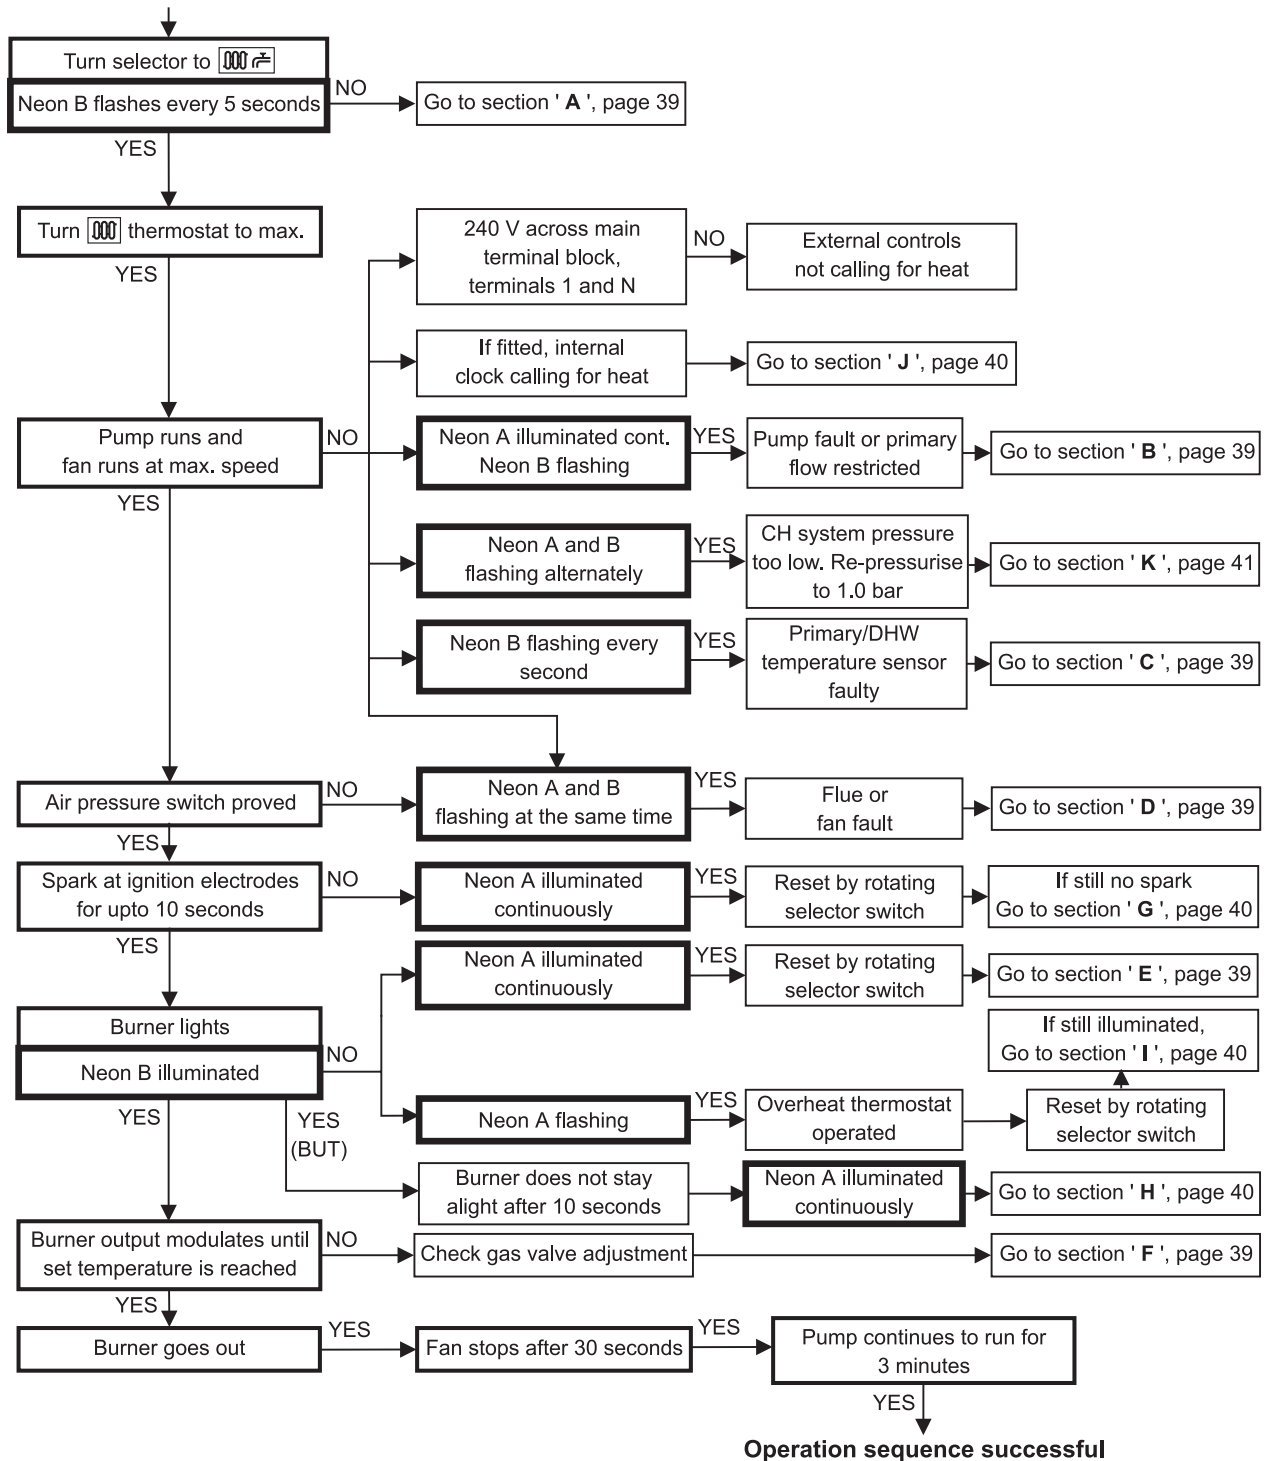 Turn selector to
Neon B flashes every 5 seconds
NO
Go to section ' A ', page 39
YES
Turn thermostat to max.
YES
240 V across main
terminal block,
terminals 1 and N
NO
External controls
not calling for heat
If fitted, internal
clock calling for heat
Go to section ' J ', page 40
Pump runs and
fan runs at max. speed
NO
Neon A illuminated cont.
Neon B flashing
YES
Pump fault or primary
flow restricted
Go to section ' B ', page 39
YES
Neon A and B
flashing alternately
YES
CH system pressure
too low. Re-pressurise
to 1.0 bar
Go to section ' K ', page 41
Neon B flashing every
second
YES
Primary/DHW
temperature sensor
faulty
Go to section ' C ', page 39
Air pressure switch proved
NO
Neon A and B
flashing at the same time
YES
Flue or
fan fault
Go to section ' D ', page 39
YES
Spark at ignition electrodes
for upto 10 seconds
NO
Neon A illuminated
continuously
YES
Reset by rotating
selector switch
If still no spark
Go to section ' G ', page 40
YES
Neon A illuminated
continuously
YES
Reset by rotating
selector switch
Go to section ' E ', page 39
Burner lights
Neon B illuminated
NO
If still illuminated,
Go to section ' I ', page 40
Neon A flashing
YES
Overheat thermostat
operated
Reset by rotating
selector switch
YES
YES
(BUT)
Burner does not stay
alight after 10 seconds
Neon A illuminated
continuously
Go to section ' H ', page 40
Burner output modulates until
set temperature is reached
NO
Check gas valve adjustment
Go to section ' F ', page 39
YES
Burner goes out
YES
Fan stops after 30 seconds
YES
Pump continues to run for
3 minutes
YES
Operation sequence successful